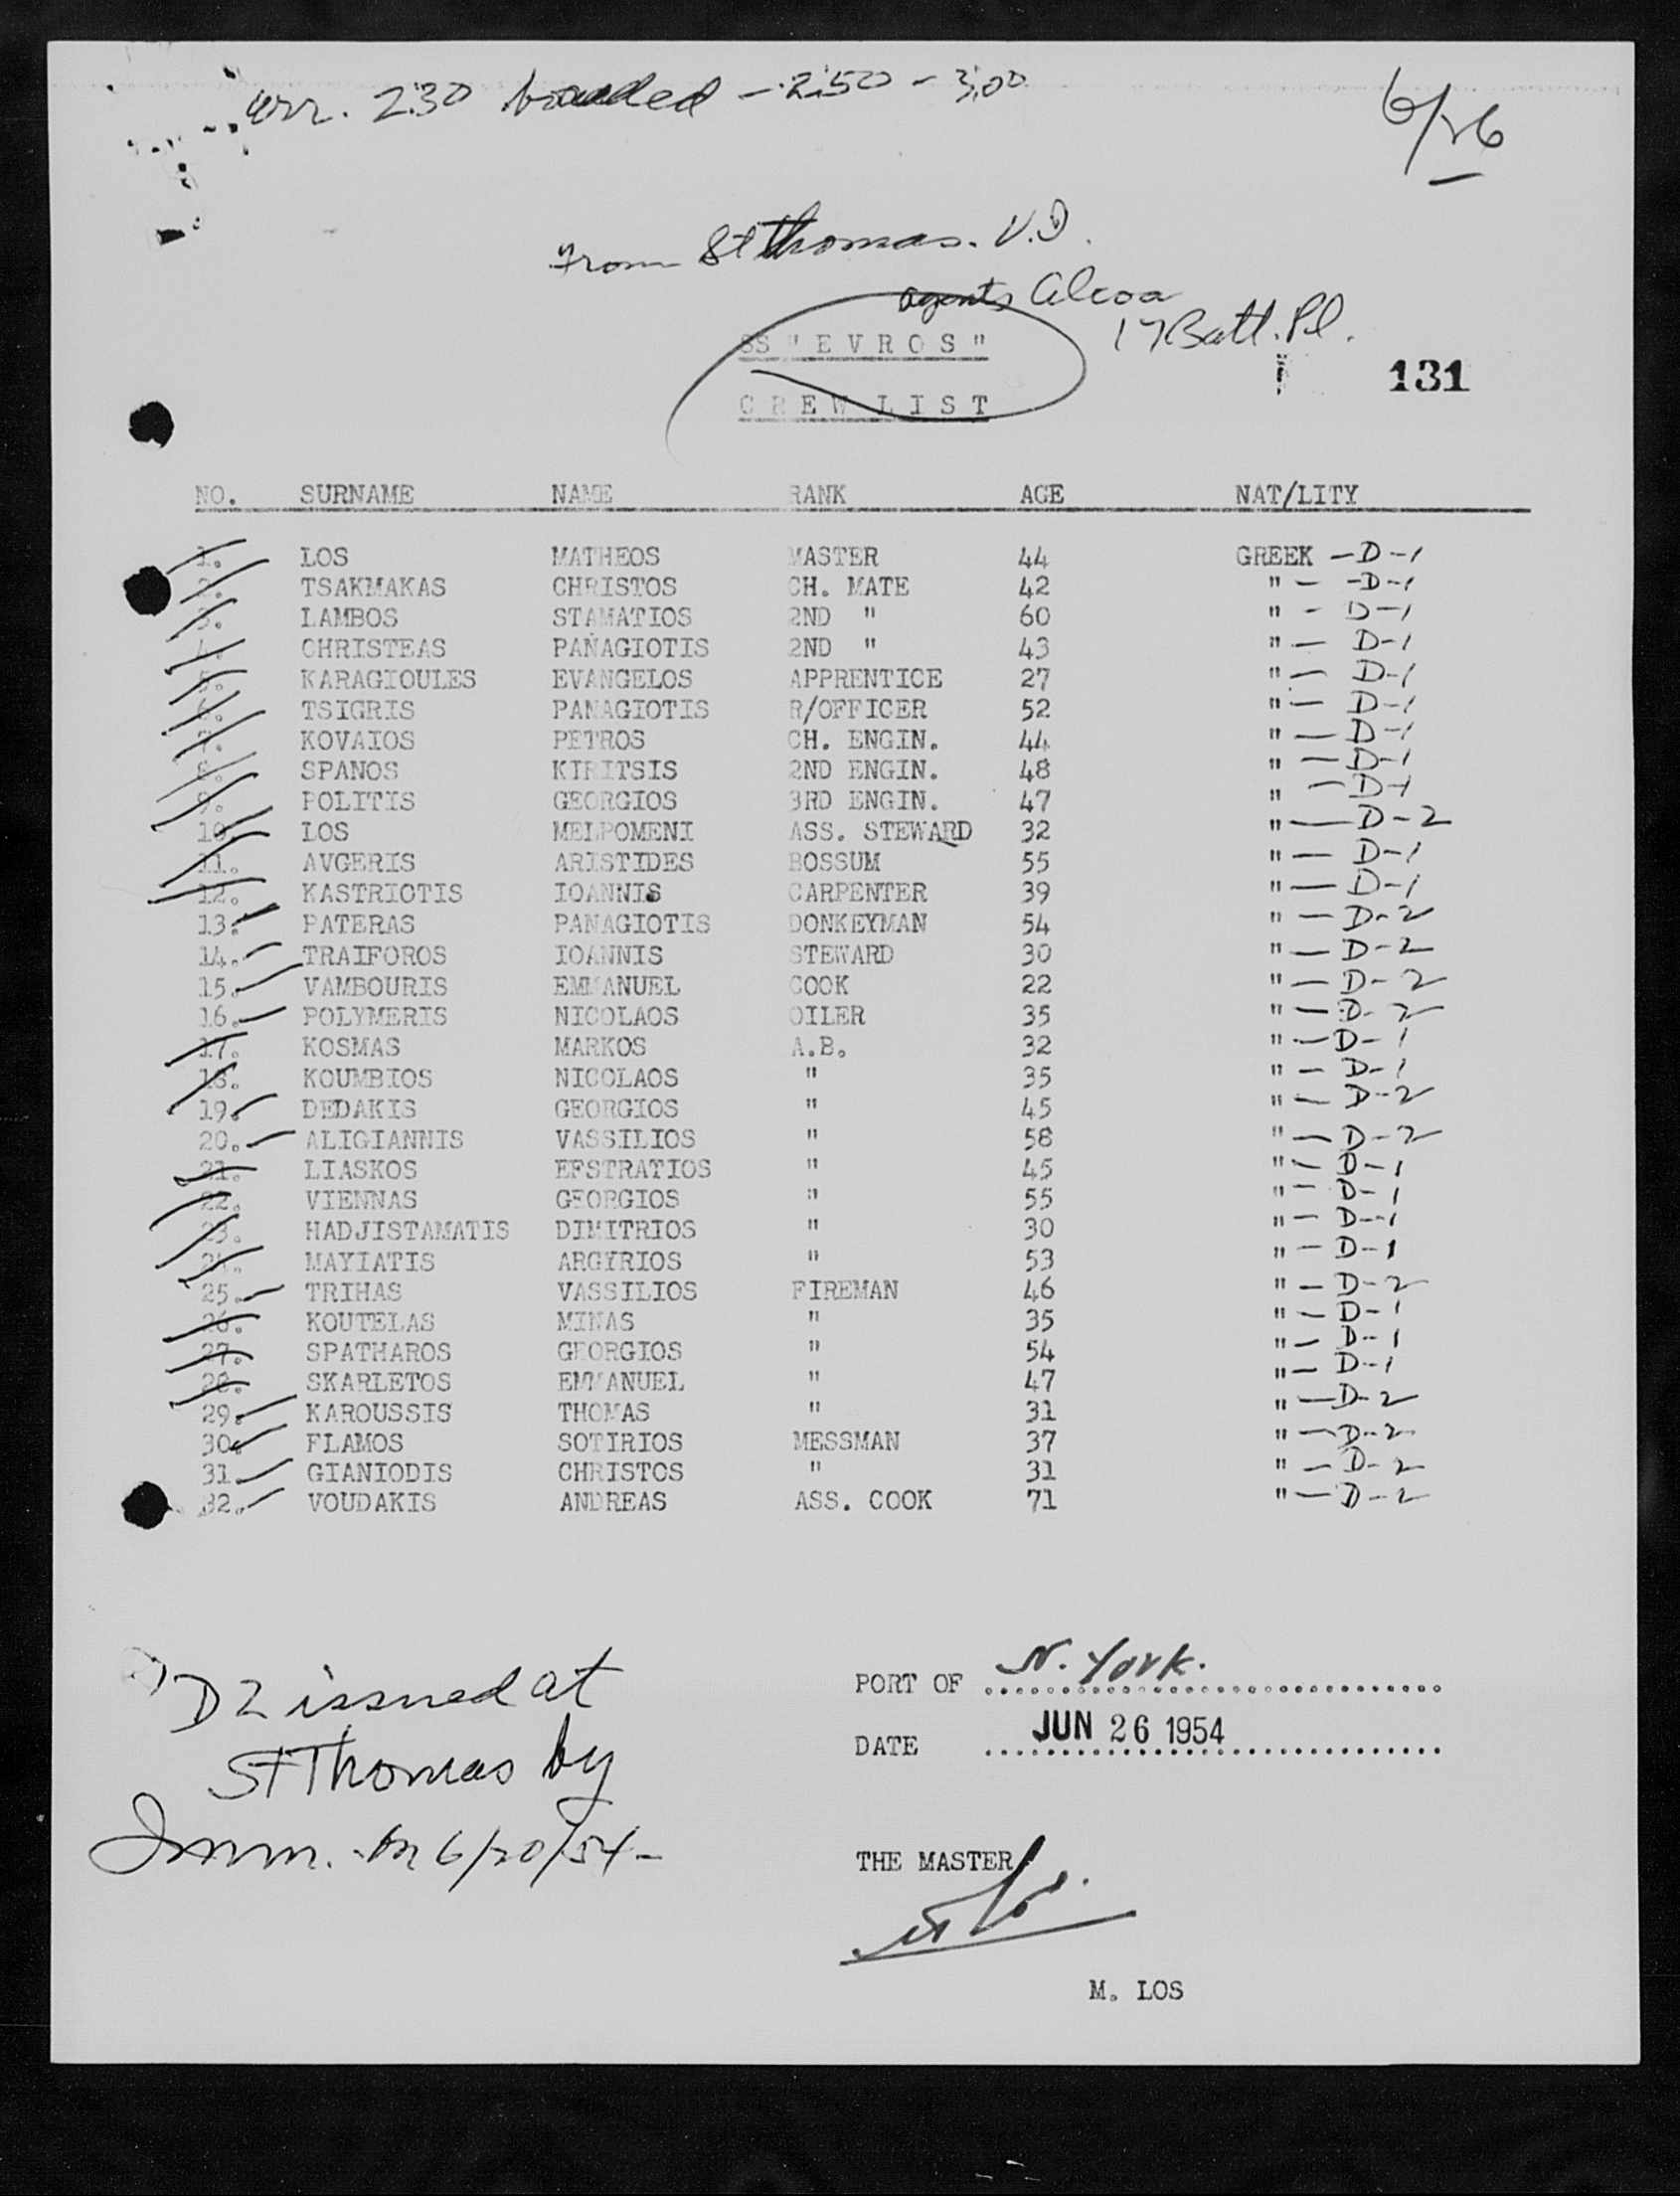 arr. 2.30 boarded - 2.50 - 3.00
6/26
From St Thomas. V.I.
agents Alcoa
17 Batt. Pl.
SS "EVROS"
131
CREW LIST
NO. SURNAME NAME RANK AGE NAT/LITY
1. LOS MATHEOS MASTER 44 GREEK - D-1
2. TSAKMAKAS CHRISTOS CH. MATE 42 " - D-1
3. LAMBOS STAMATIOS 2ND " 60 " - D-1
4. CHRISTEAS PANAGIOTIS 2ND " 43 " - D-1
5. KARAGIOULES EVANGELOS APPRENTICE 27 " - D-1
6. TSIGRIS PANAGIOTIS R/OFFICER 52 " - D-1
7. KOVAIOS PETROS CH. ENGIN. 44 " - D-1
8. SPANOS KIRITSIS 2ND ENGIN. 48 " - D-1
9. POLITIS GEORGIOS 3RD ENGIN. 47 " - D-1
10. LOS MELPOMENI ASS. STEWARD 32 " - D-2
11. AVGERIS ARISTIDES BOSSUM 55 " - D-1
12. KASTRIOTIS IOANNIS CARPENTER 39 " - D-1
13. PATERAS PANAGIOTIS DONKEYMAN 54 " - D-2
14. TRAIFOROS IOANNIS STEWARD 30 " - D-2
15. VAMBOURIS EMMANUEL COOK 22 " - D-2
16. POLYMERIS NICOLAOS OILER 35 " - D-2
17. KOSMAS MARKOS A.B. 32 " - D-1
18. KOUMBIOS NICOLAOS " 35 " - D-1
19. DEDAKIS GEORGIOS " 45 " - D-2
20. ALIGIANNIS VASSILIOS " 58 " - D-2
21. LIASKOS EFSTRATIOS " 45 " - D-1
22. VIENNAS GEORGIOS " 55 " - D-1
23. HADJISTAMATIS DIMITRIOS " 30 " - D-1
24. MAYIATIS ARGYRIOS " 53 " - D-1
25. TRIHAS VASSILIOS FIREMAN 46 " - D-2
26. KOUTELAS MINAS " 35 " - D-1
27. SPATHAROS GEORGIOS " 54 " - D-1
28. SKARLETOS EMMANUEL " 47 " - D-1
29. KAROUSSIS THOMAS " 31 " - D-2
30. FLAMOS SOTIRIOS MESSMAN 37 " - D-2
31. GIANIODIS CHRISTOS " 31 " - D-2
32. VOUDAKIS ANDREAS ASS. COOK 71 " - D-2
D2 issued at
St Thomas by
Imm. on 6/20/54 -
PORT OF N. York.
DATE JUN 26 1954
THE MASTER
M. LOS